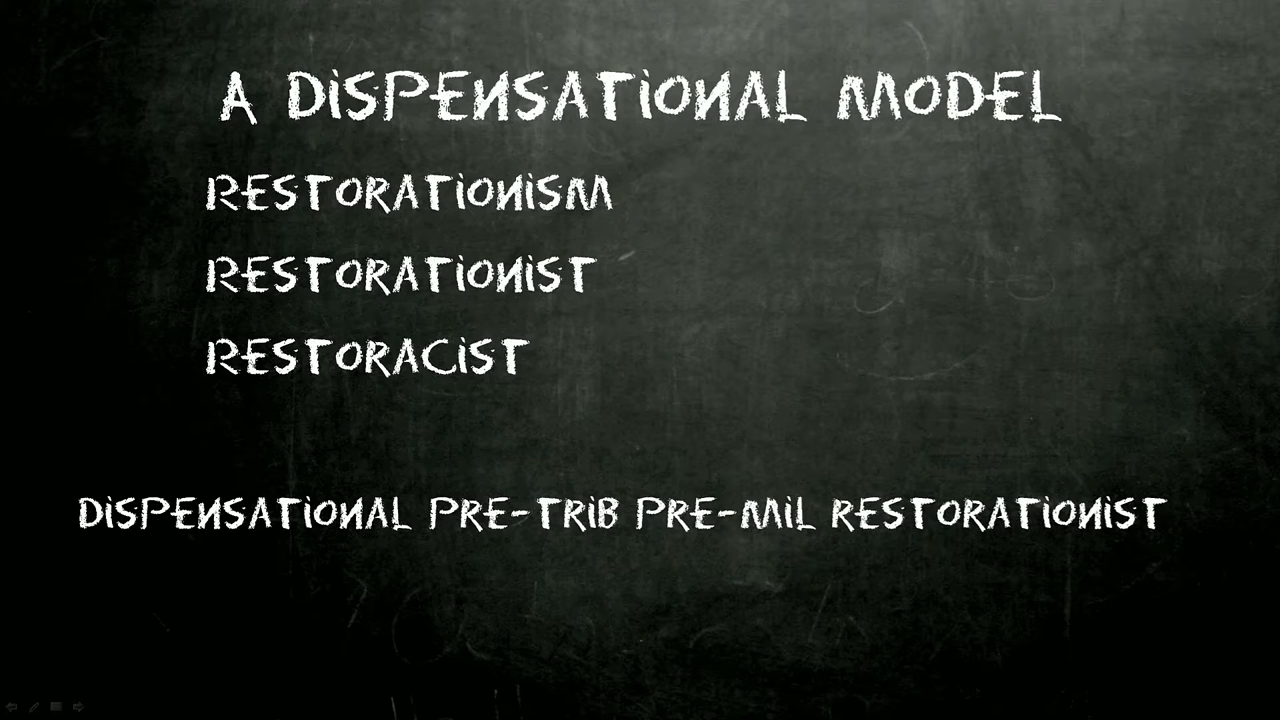 A DiSPENSATiONAL MODEL
RESTORATiONiSM
RESTORATiONiST
RESTORACiST
DiSPENSATiONAL PRE-TRiB PRE-MiL RESTORATiONiST